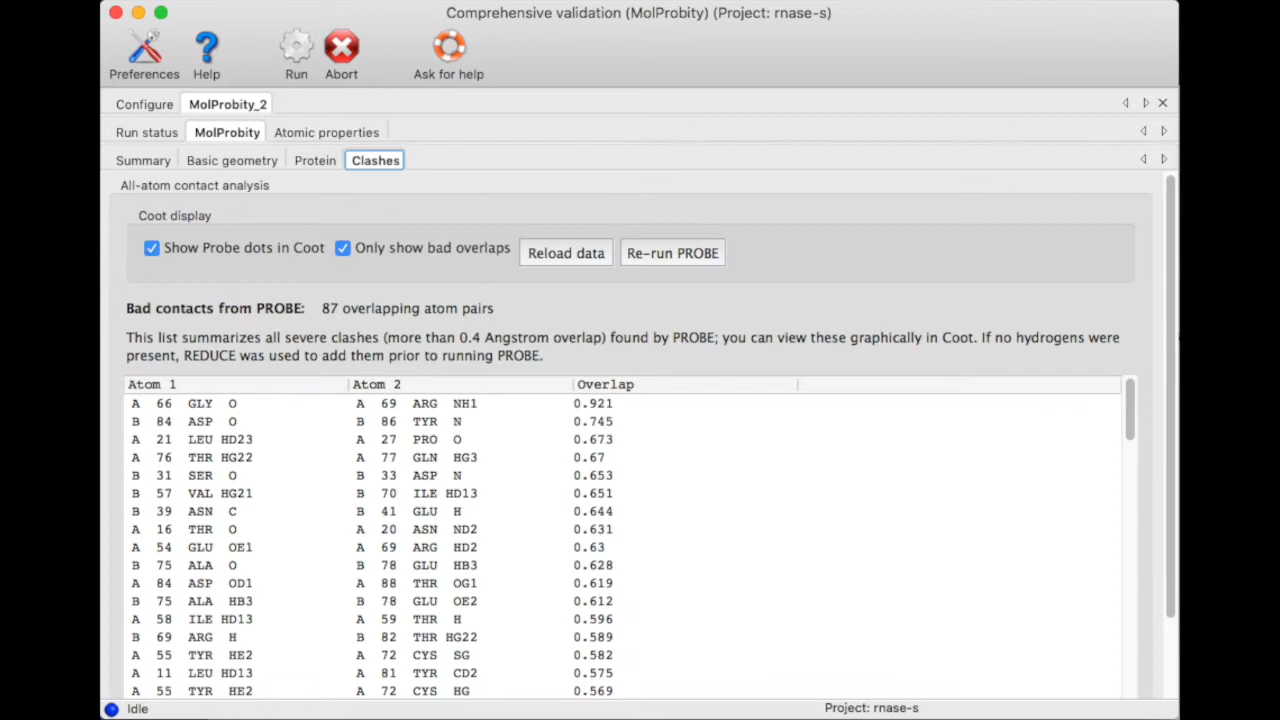 Comprehensive validation (MolProbity) (Project: rnase-s)
Preferences Help Run Abort Ask for help
Configure MolProbity_2
Run status MolProbity Atomic properties
Summary Basic geometry Protein Clashes
All-atom contact analysis
Coot display
Show Probe dots in Coot Only show bad overlaps Reload data Re-run PROBE
Bad contacts from PROBE: 87 overlapping atom pairs
This list summarizes all severe clashes (more than 0.4 Angstrom overlap) found by PROBE; you can view these graphically in Coot. If no hydrogens were
present, REDUCE was used to add them prior to running PROBE.
Atom 1 Atom 2 Overlap
A 66 GLY O A 69 ARG NH1 0.921
B 84 ASP O B 86 TYR N 0.745
A 21 LEU HD23 A 27 PRO O 0.673
A 76 THR HG22 A 77 GLN HG3 0.67
B 31 SER O B 33 ASP N 0.653
B 57 VAL HG21 B 70 ILE HD13 0.651
B 39 ASN C B 41 GLU H 0.644
A 16 THR O A 20 ASN ND2 0.631
A 54 GLU OE1 A 69 ARG HD2 0.63
B 75 ALA O B 78 GLU HB3 0.628
A 84 ASP OD1 A 88 THR OG1 0.619
B 75 ALA HB3 B 78 GLU OE2 0.612
A 58 ILE HD13 A 59 THR H 0.596
B 69 ARG H B 82 THR HG22 0.589
A 55 TYR HE2 A 72 CYS SG 0.582
A 11 LEU HD13 A 81 TYR CD2 0.575
A 55 TYR HE2 A 72 CYS HG 0.569
Idle Project: rnase-s